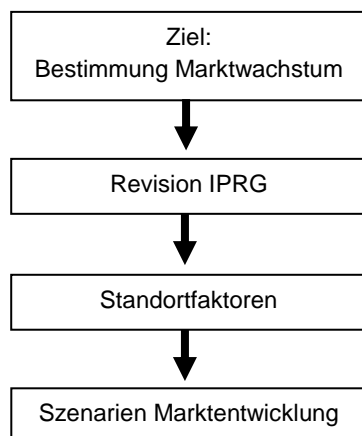 Ziel:
Bestimmung Marktwachstum
Revision IPRG
Standortfaktoren
Szenarien Marktentwicklung